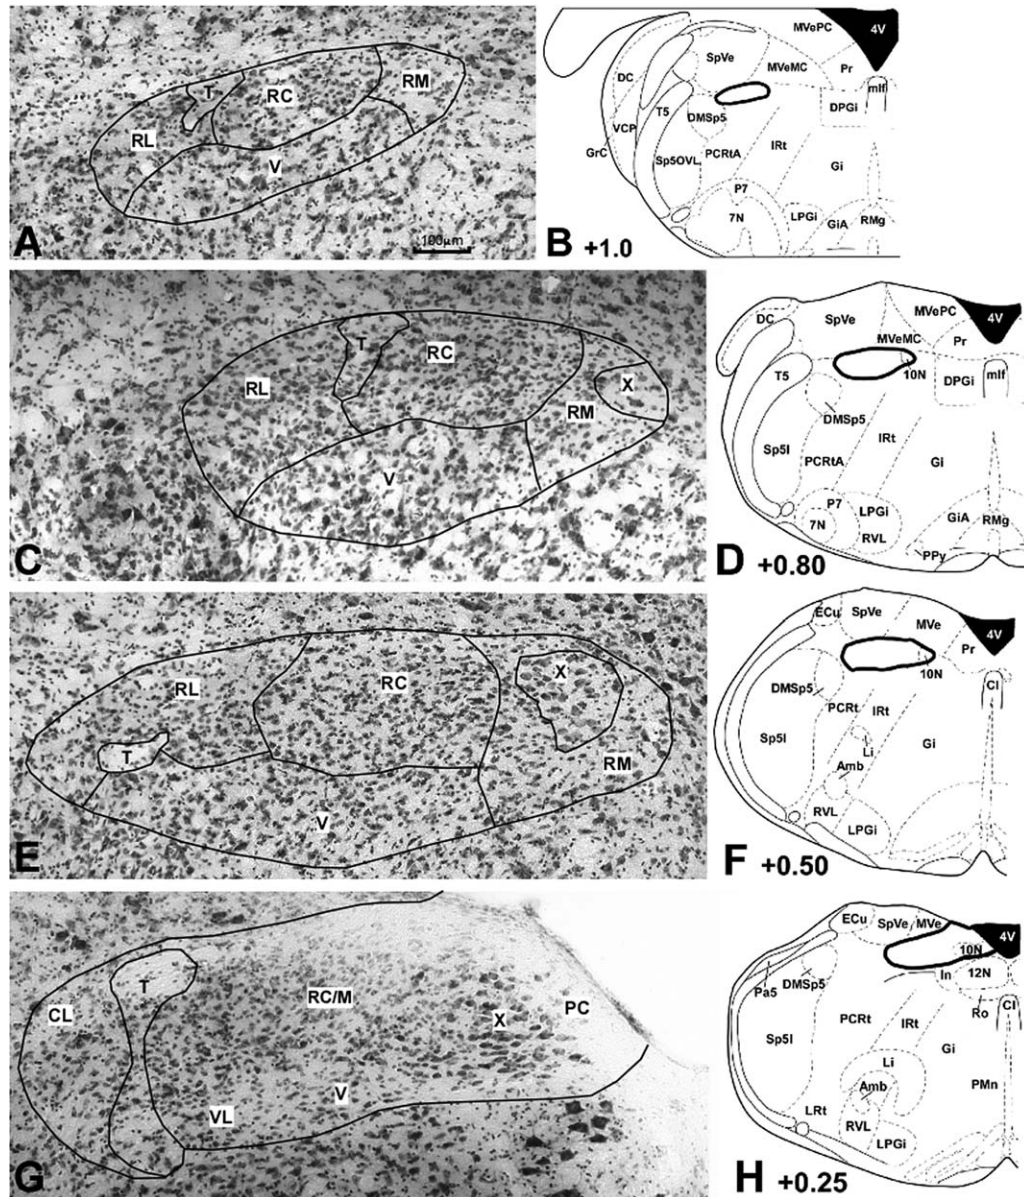 T
RC
RM
RL
V
A
100µm
MVePC
4V
SpVe
MVeMC
Pr
DC
mlf
DPGi
T5
DMSp5
VCP
GrC
Sp5OVL
PCRtA
IRt
Gi
P7
7N
LPGi
GiA
RMg
B +1.0
T
RC
RL
X
RM
V
C
DC
SpVe
MVePC
4V
MVeMC
Pr
T5
10N
DPGi
mlf
DMSp5
Sp5I
PCRtA
IRt
Gi
P7
LPGi
7N
RVL
GiA
RMg
PPy
D +0.80
RL
RC
X
T
RM
V
E
ECu
SpVe
MVe
4V
Pr
10N
DMSp5
Cl
PCRt
IRt
Sp5I
Li
Gi
Amb
RVL
LPGi
F +0.50
T
CL
RC/M
X
PC
V
VL
G
ECu
SpVe
MVe
4V
10N
In
12N
Pa5
DMSp5
Ro
Cl
PCRt
IRt
Sp5I
Gi
Li
Amb
PMn
LRt
RVL
LPGi
H +0.25